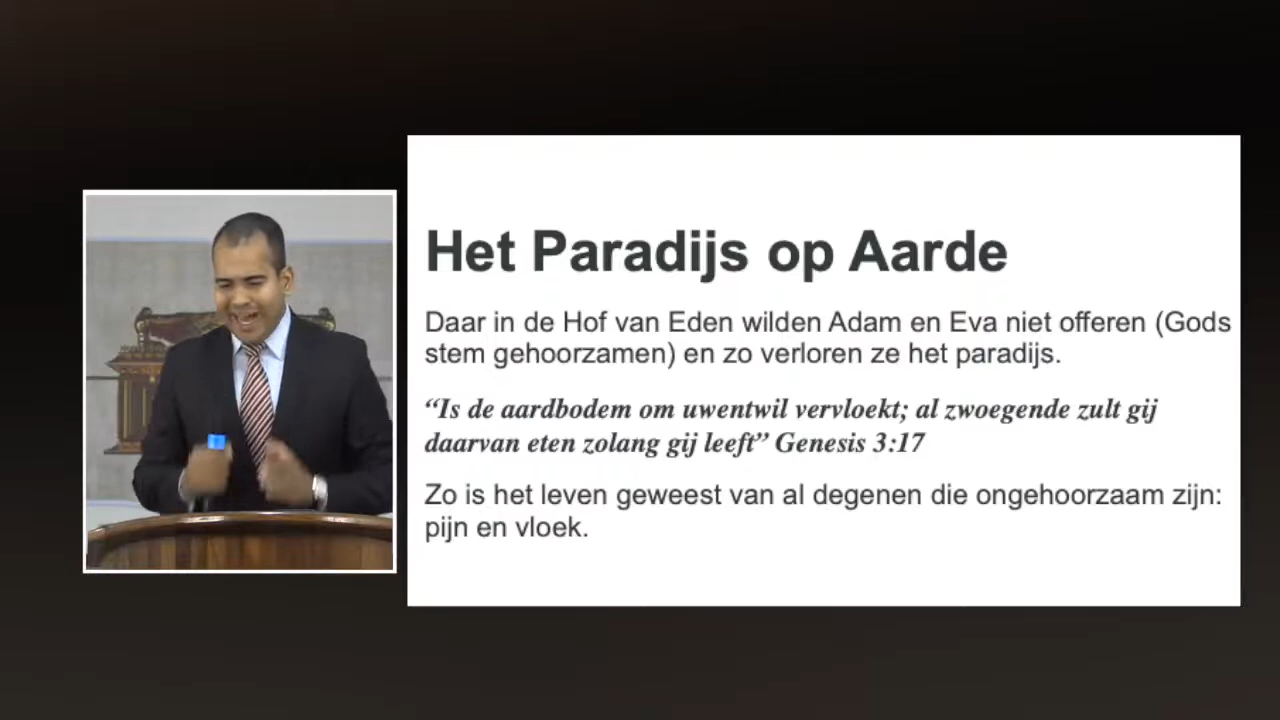 Het Paradijs op Aarde
Daar in de Hof van Eden wilden Adam en Eva niet offeren (Gods
stem gehoorzamen) en zo verloren ze het paradijs.
“Is de aardbodem om uwentwil vervloekt; al zwoegende zult gij
daarvan eten zolang gij leeft” Genesis 3:17
Zo is het leven geweest van al degenen die ongehoorzaam zijn:
pijn en vloek.